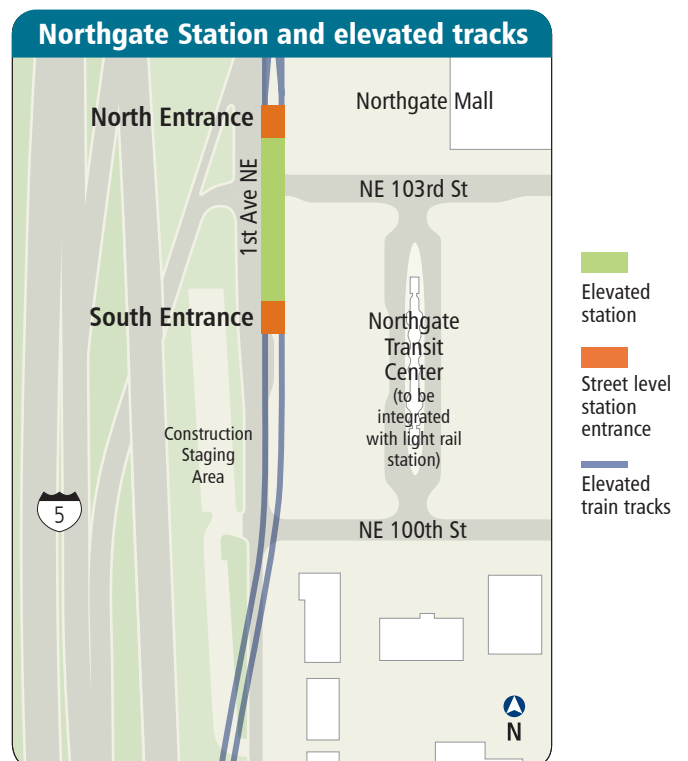 Northgate Station and elevated tracks
North Entrance
Northgate Mall
1st Ave NE
NE 103rd St
South Entrance
Northgate
Transit
Center
(to be
integrated
with light rail
station)
Construction
Staging
Area
5
NE 100th St
N
Elevated
station
Street level
station
entrance
Elevated
train tracks